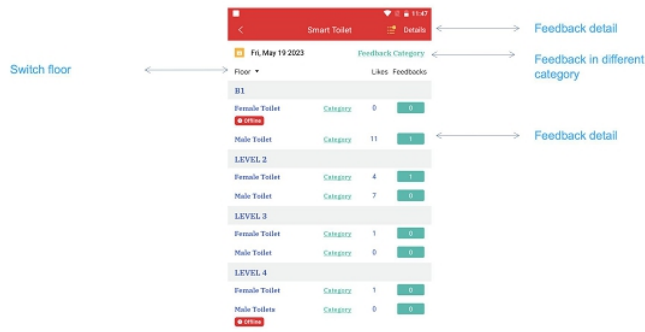 11:47
Smart Toilet
Details
Feedback detail
Fri, May 19 2023
Feedback Category
Feedback in different
category
Switch floor
Floor
Likes Feedbacks
B1
Female Toilet Category 0 0
Offline
Male Toilet Category 11 1
Feedback detail
LEVEL 2
Female Toilet Category 4 1
Male Toilet Category 7 0
LEVEL 3
Female Toilet Category 1 0
Male Toilet Category 0 0
LEVEL 4
Female Toilet Category 1 0
Male Toilets Category 0 0
Offline